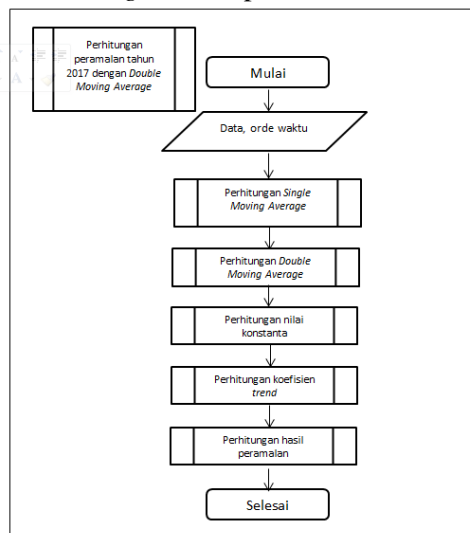 Perhitungan
peramalan tahun
2017 dengan Double
Moving Average
Mulai
Data, orde waktu
Perhitungan Single
Moving Average
Perhitungan Double
Moving Average
Perhitungan nilai
konstanta
Perhitungan koefisien
trend
Perhitungan hasil
peramalan
Selesai